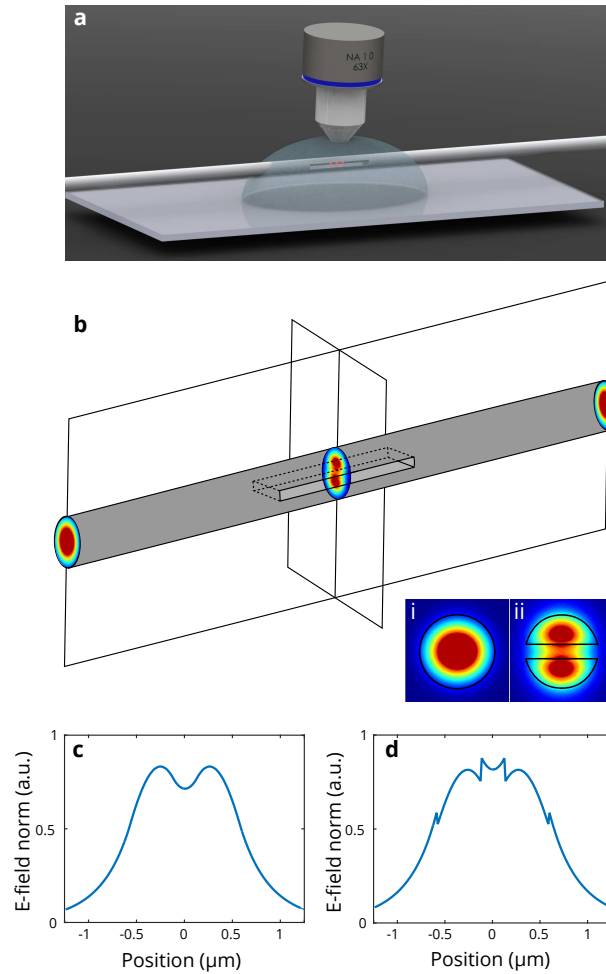 a
NA 1 0
63X
b
i
ii
c
E-field norm (a.u.)
1
0.5
0
-1
-0.5
0
0.5
1
Position (µm)
d
E-field norm (a.u.)
1
0.5
0
-1
-0.5
0
0.5
1
Position (µm)